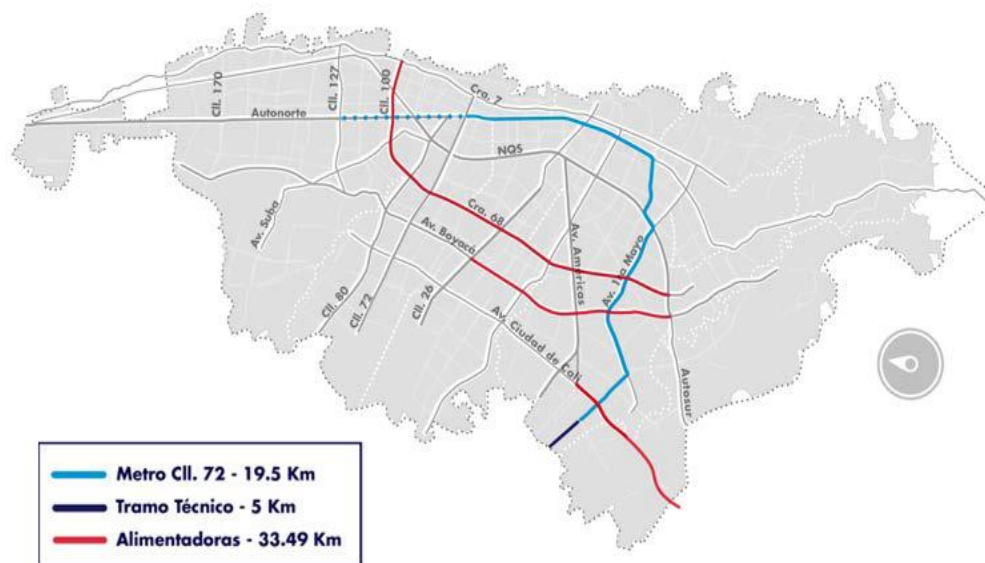 Cll. 170
Cll. 127
Cll. 100
Cra. 7
Autonorte
NQS
Av. Suba
Cra. 68
Av. Boyacá
Av. Americas
Av. 1ra Mayo
Cll. 80
Cll. 72
Cll. 26
Av. Ciudad de Cali
Autosur
Metro Cll. 72 - 19.5 Km
Tramo Técnico - 5 Km
Alimentadoras - 33.49 Km